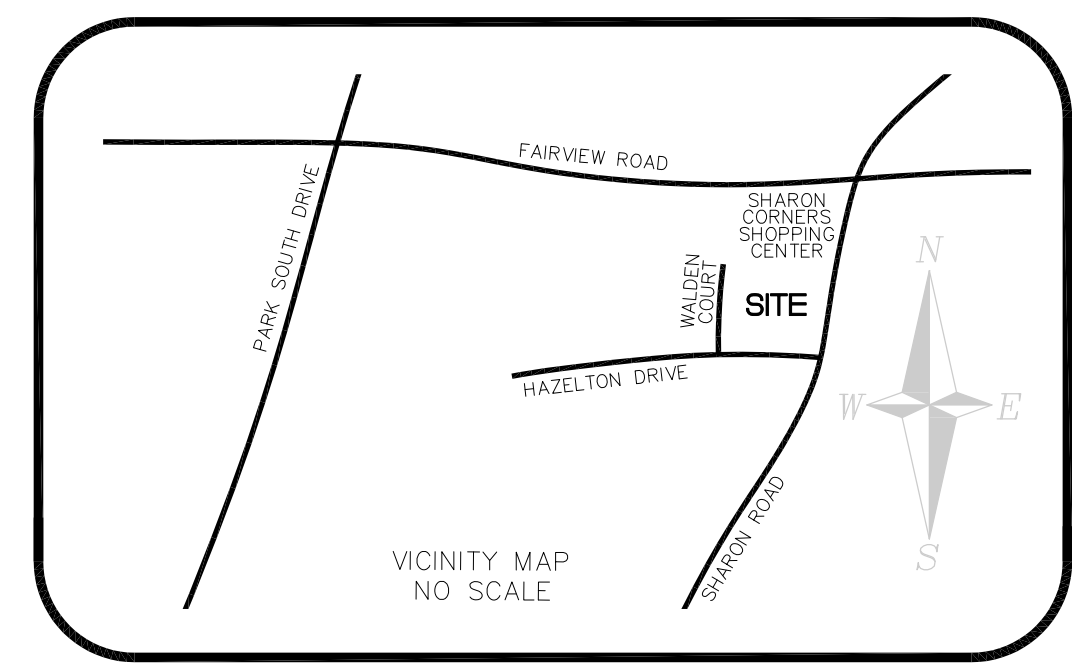 FAIRVIEW ROAD
PARK SOUTH DRIVE
SHARON
CORNERS
SHOPPING
CENTER
WALDEN
COURT
SITE
HAZELTON DRIVE
SHARON ROAD
N
W
E
S
VICINITY MAP
NO SCALE